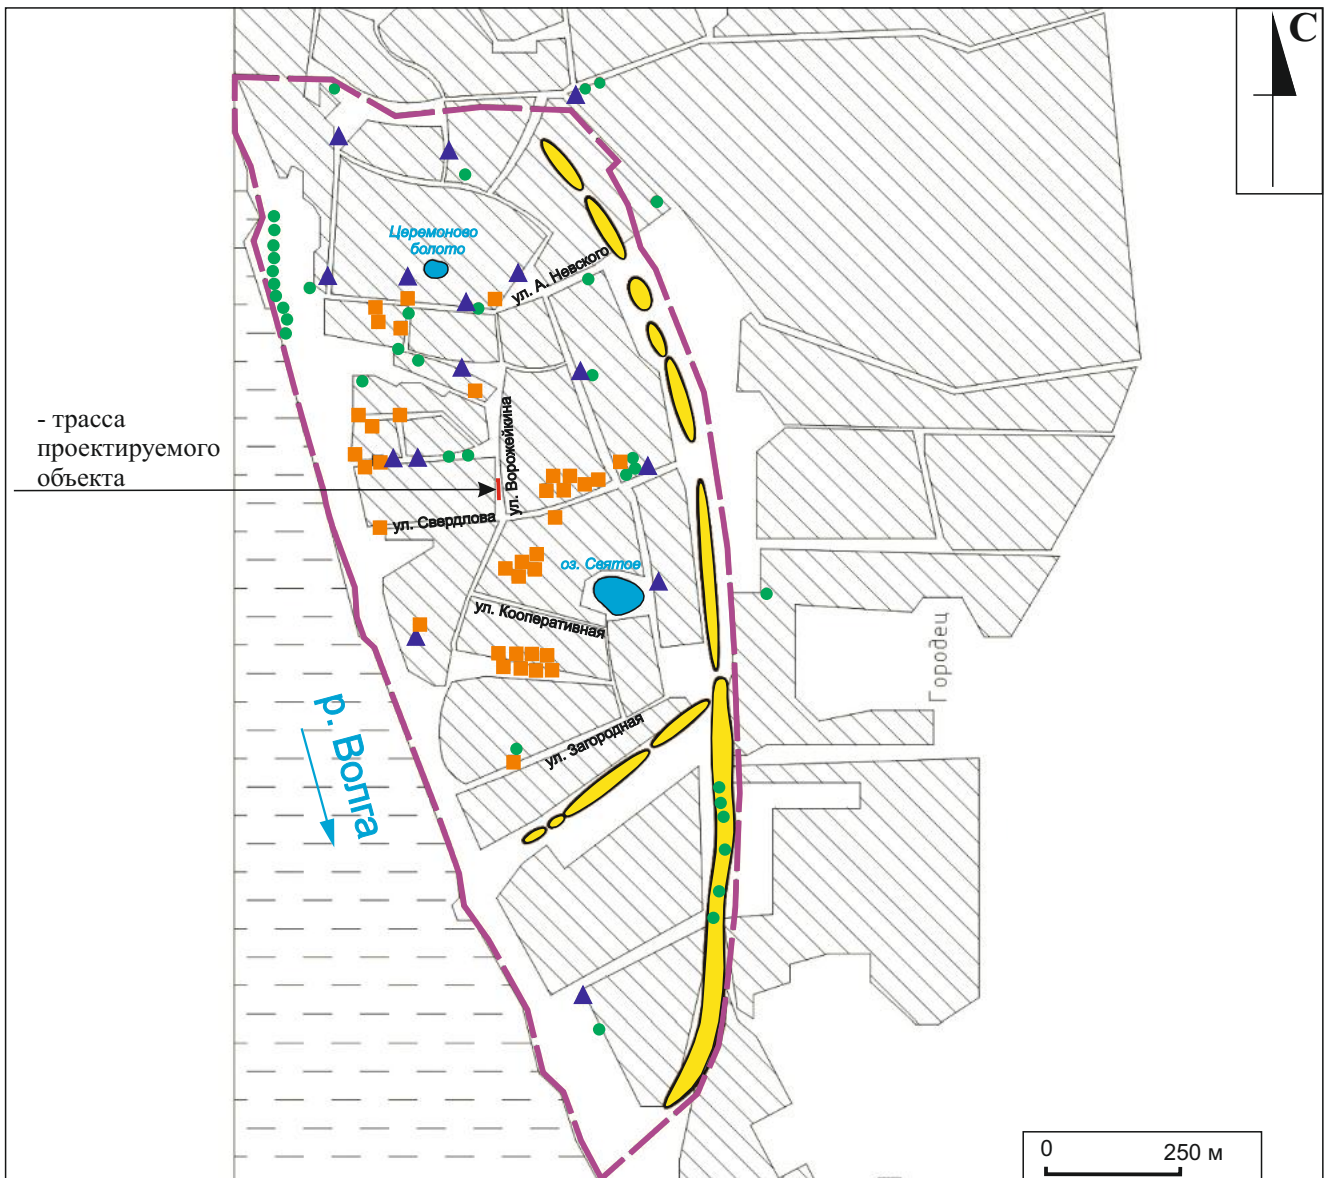 С
Церемоново
болото
ул. А. Невского
- трасса
проектируемого
объекта
ул. Ворожейкина
ул. Свердлова
оз. Святое
ул. Кооперативная
Городец
р. Волга
ул. Загородная
0 250 м